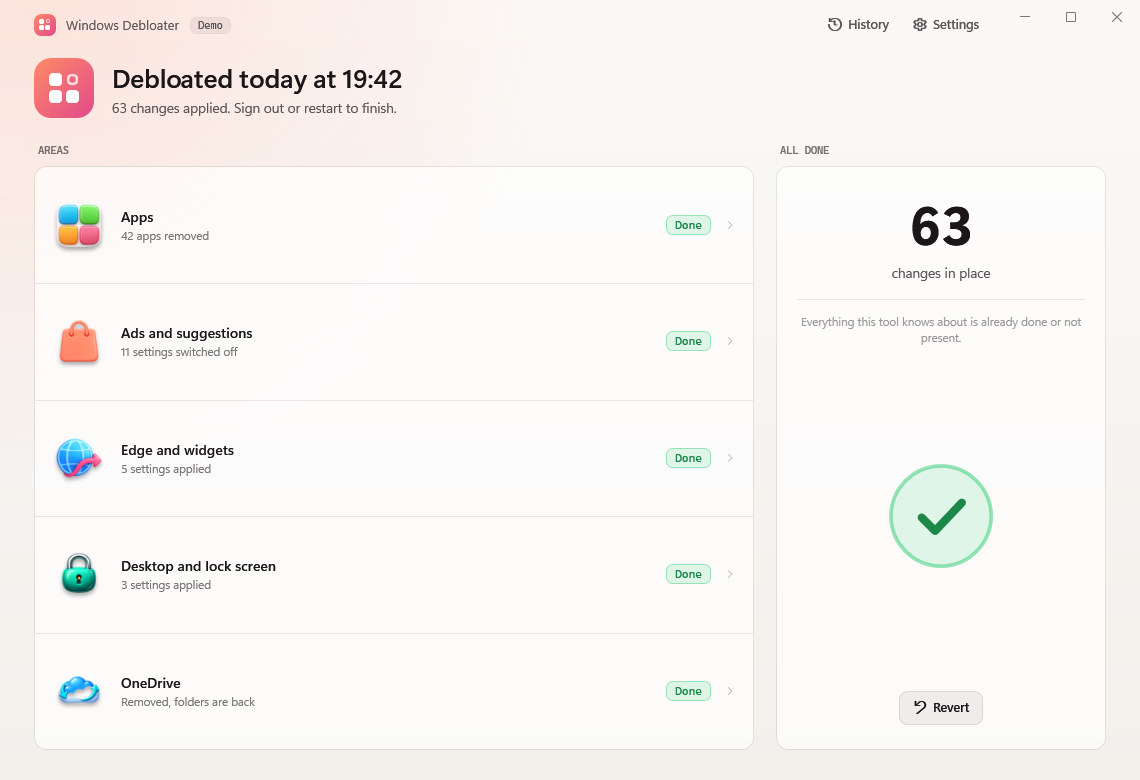 Windows Debloater
Demo
History
Settings
Debloated today at 19:42
63 changes applied. Sign out or restart to finish.
AREAS
Apps
42 apps removed
Done
Ads and suggestions
11 settings switched off
Done
Edge and widgets
5 settings applied
Done
Desktop and lock screen
3 settings applied
Done
OneDrive
Removed, folders are back
Done
ALL DONE
63
changes in place
Everything this tool knows about is already done or not
present.
Revert